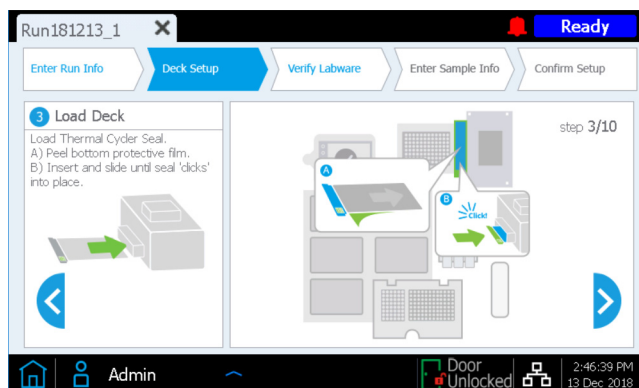 Run181213_1
Ready
Enter Run Info
Deck Setup
Verify Labware
Enter Sample Info
Confirm Setup
3 Load Deck
Load Thermal Cycler Seal.
A) Peel bottom protective film.
B) Insert and slide until seal 'clicks'
into place.
step 3/10
A
B
Click!
Admin
Door
Unlocked
2:46:39 PM
13 Dec 2018